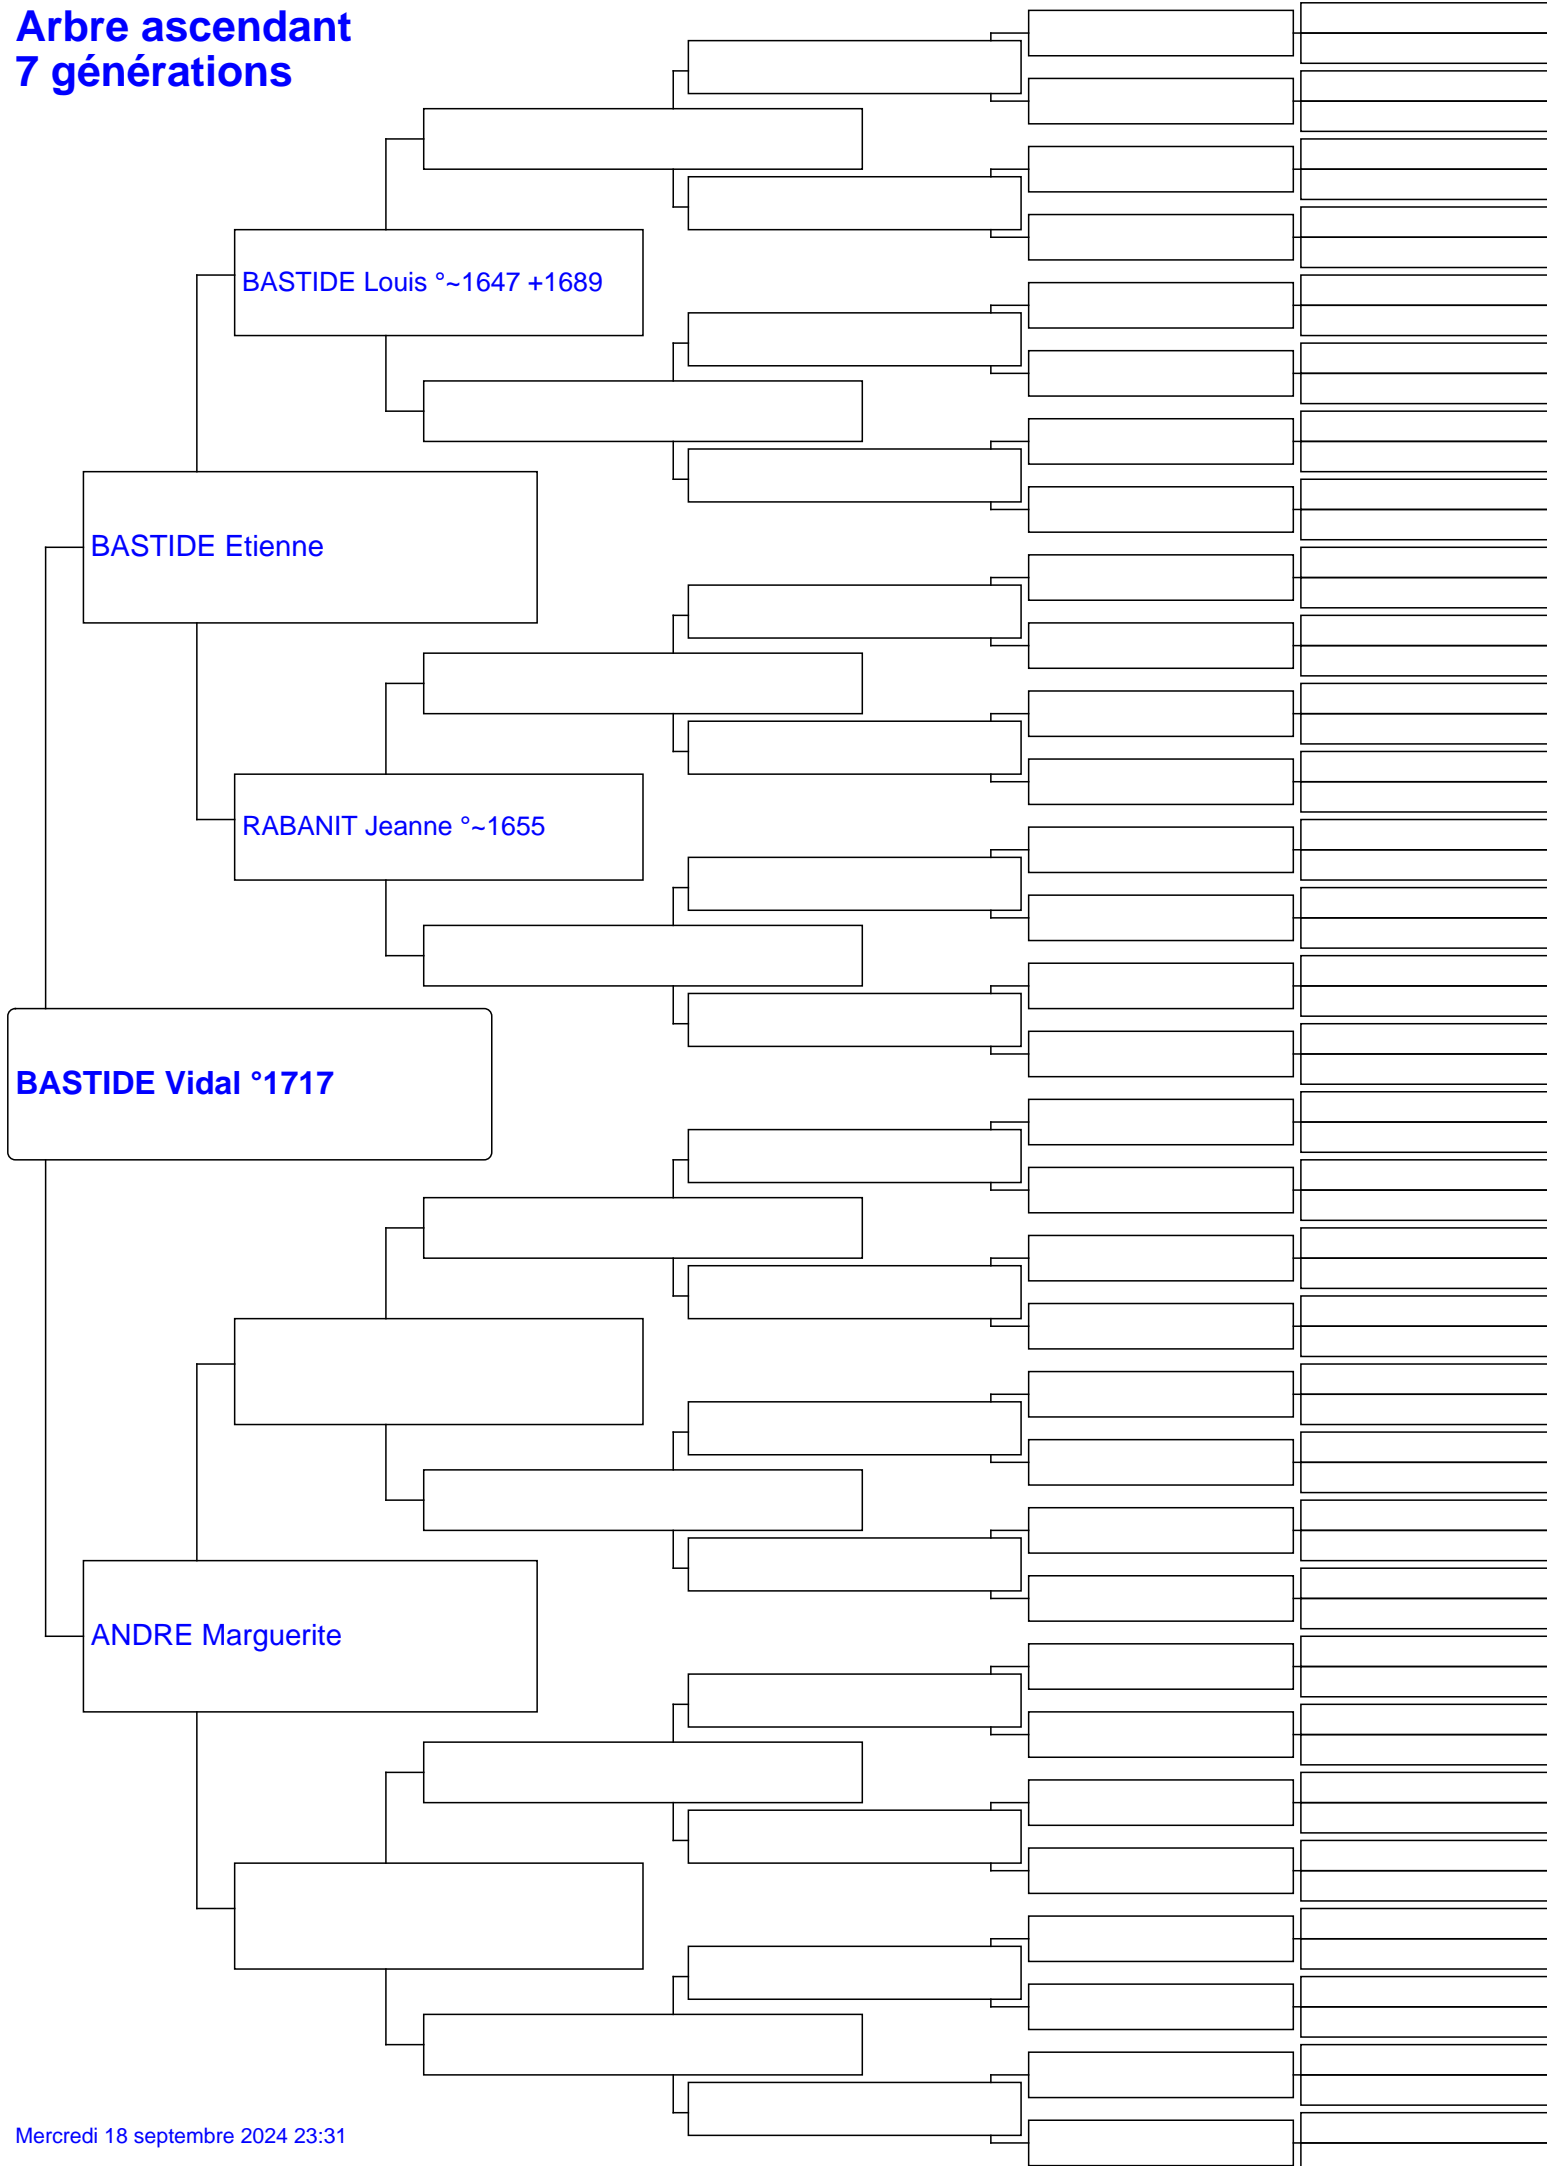 Arbre ascendant
7 générations
BASTIDE Louis °~1647 +1689
BASTIDE Etienne
RABANIT Jeanne °~1655
BASTIDE Vidal °1717
ANDRE Marguerite
Mercredi 18 septembre 2024 23:31